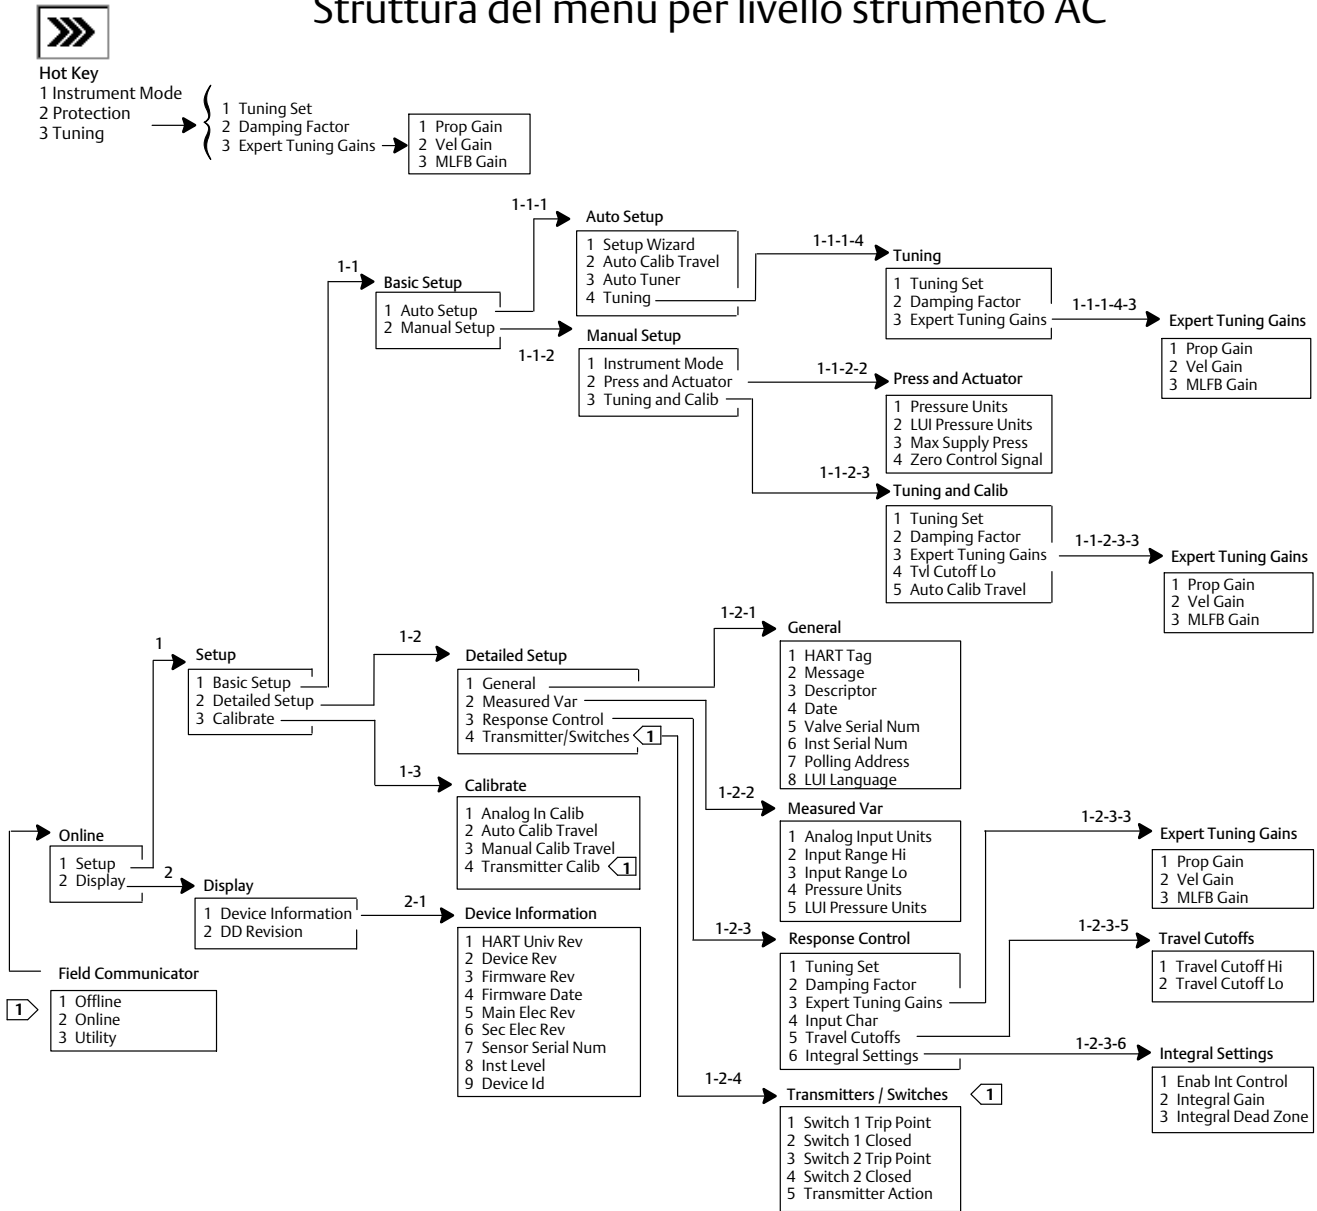 Struttura del menu per livello strumento AC
Hot Key
1 Instrument Mode
2 Protection
3 Tuning
1 Tuning Set
2 Damping Factor
3 Expert Tuning Gains
1 Prop Gain
2 Vel Gain
3 MLFB Gain
1-1-1
Auto Setup
1 Setup Wizard
2 Auto Calib Travel
3 Auto Tuner
4 Tuning
1-1-1-4
Tuning
1 Tuning Set
2 Damping Factor
3 Expert Tuning Gains
1-1-1-4-3
Expert Tuning Gains
1 Prop Gain
2 Vel Gain
3 MLFB Gain
1-1
Basic Setup
1 Auto Setup
2 Manual Setup
1-1-2
Manual Setup
1 Instrument Mode
2 Press and Actuator
3 Tuning and Calib
1-1-2-2
Press and Actuator
1 Pressure Units
2 LUI Pressure Units
3 Max Supply Press
4 Zero Control Signal
1-1-2-3
Tuning and Calib
1 Tuning Set
2 Damping Factor
3 Expert Tuning Gains
4 Tvl Cutoff Lo
5 Auto Calib Travel
1-1-2-3-3
Expert Tuning Gains
1 Prop Gain
2 Vel Gain
3 MLFB Gain
1
Setup
1 Basic Setup
2 Detailed Setup
3 Calibrate
1-2
Detailed Setup
1 General
2 Measured Var
3 Response Control
4 Transmitter/Switches
1
1-2-1
General
1 HART Tag
2 Message
3 Descriptor
4 Date
5 Valve Serial Num
6 Inst Serial Num
7 Polling Address
8 LUI Language
1-3
Calibrate
1 Analog In Calib
2 Auto Calib Travel
3 Manual Calib Travel
4 Transmitter Calib
1
1-2-2
Measured Var
1 Analog Input Units
2 Input Range Hi
3 Input Range Lo
4 Pressure Units
5 LUI Pressure Units
1-2-3-3
Expert Tuning Gains
1 Prop Gain
2 Vel Gain
3 MLFB Gain
Online
1 Setup
2 Display
2
Display
1 Device Information
2 DD Revision
2-1
Device Information
1 HART Univ Rev
2 Device Rev
3 Firmware Rev
4 Firmware Date
5 Main Elec Rev
6 Sec Elec Rev
7 Sensor Serial Num
8 Inst Level
9 Device Id
1-2-3
Response Control
1 Tuning Set
2 Damping Factor
3 Expert Tuning Gains
4 Input Char
5 Travel Cutoffs
6 Integral Settings
1-2-3-5
Travel Cutoffs
1 Travel Cutoff Hi
2 Travel Cutoff Lo
1-2-3-6
Integral Settings
1 Enab Int Control
2 Integral Gain
3 Integral Dead Zone
Field Communicator
1
1 Offline
2 Online
3 Utility
1-2-4
Transmitters / Switches
1
1 Switch 1 Trip Point
2 Switch 1 Closed
3 Switch 2 Trip Point
4 Switch 2 Closed
5 Transmitter Action